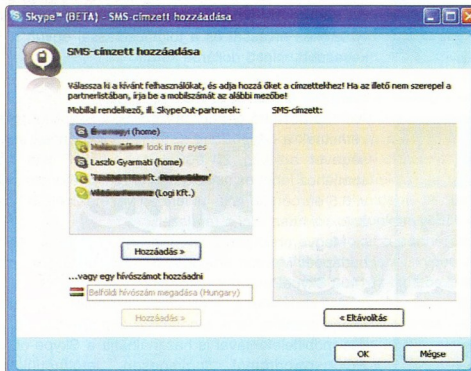 Skype™ (BETA) - SMS-címzett hozzáadása
SMS-címzett hozzáadása
Válassza ki a kívánt felhasználókat, és adja hozzá őket a címzettekhez! Ha az illető nem szerepel a
partnerlistában, írja be a mobilszámát az alábbi mezőbe!
Mobillal rendelkező, ill. SkypeOut-partnerek:
SMS-címzett:
(home)
look in my eyes
Laszlo Gyarmati (home)
Kft.
(Logi Kft.)
Hozzáadás »
...vagy egy hívószámot hozzáadni
Belföldi hívószám megadása (Hungary)
Hozzáadás »
« Eltávolítás
OK
Mégse